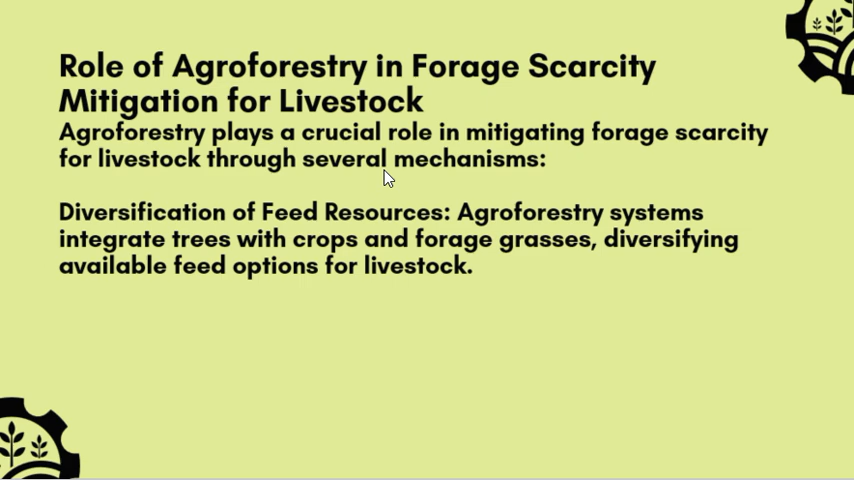 Role of Agroforestry in Forage Scarcity
Mitigation for Livestock
Agroforestry plays a crucial role in mitigating forage scarcity
for livestock through several mechanisms:
Diversification of Feed Resources: Agroforestry systems
integrate trees with crops and forage grasses, diversifying
available feed options for livestock.